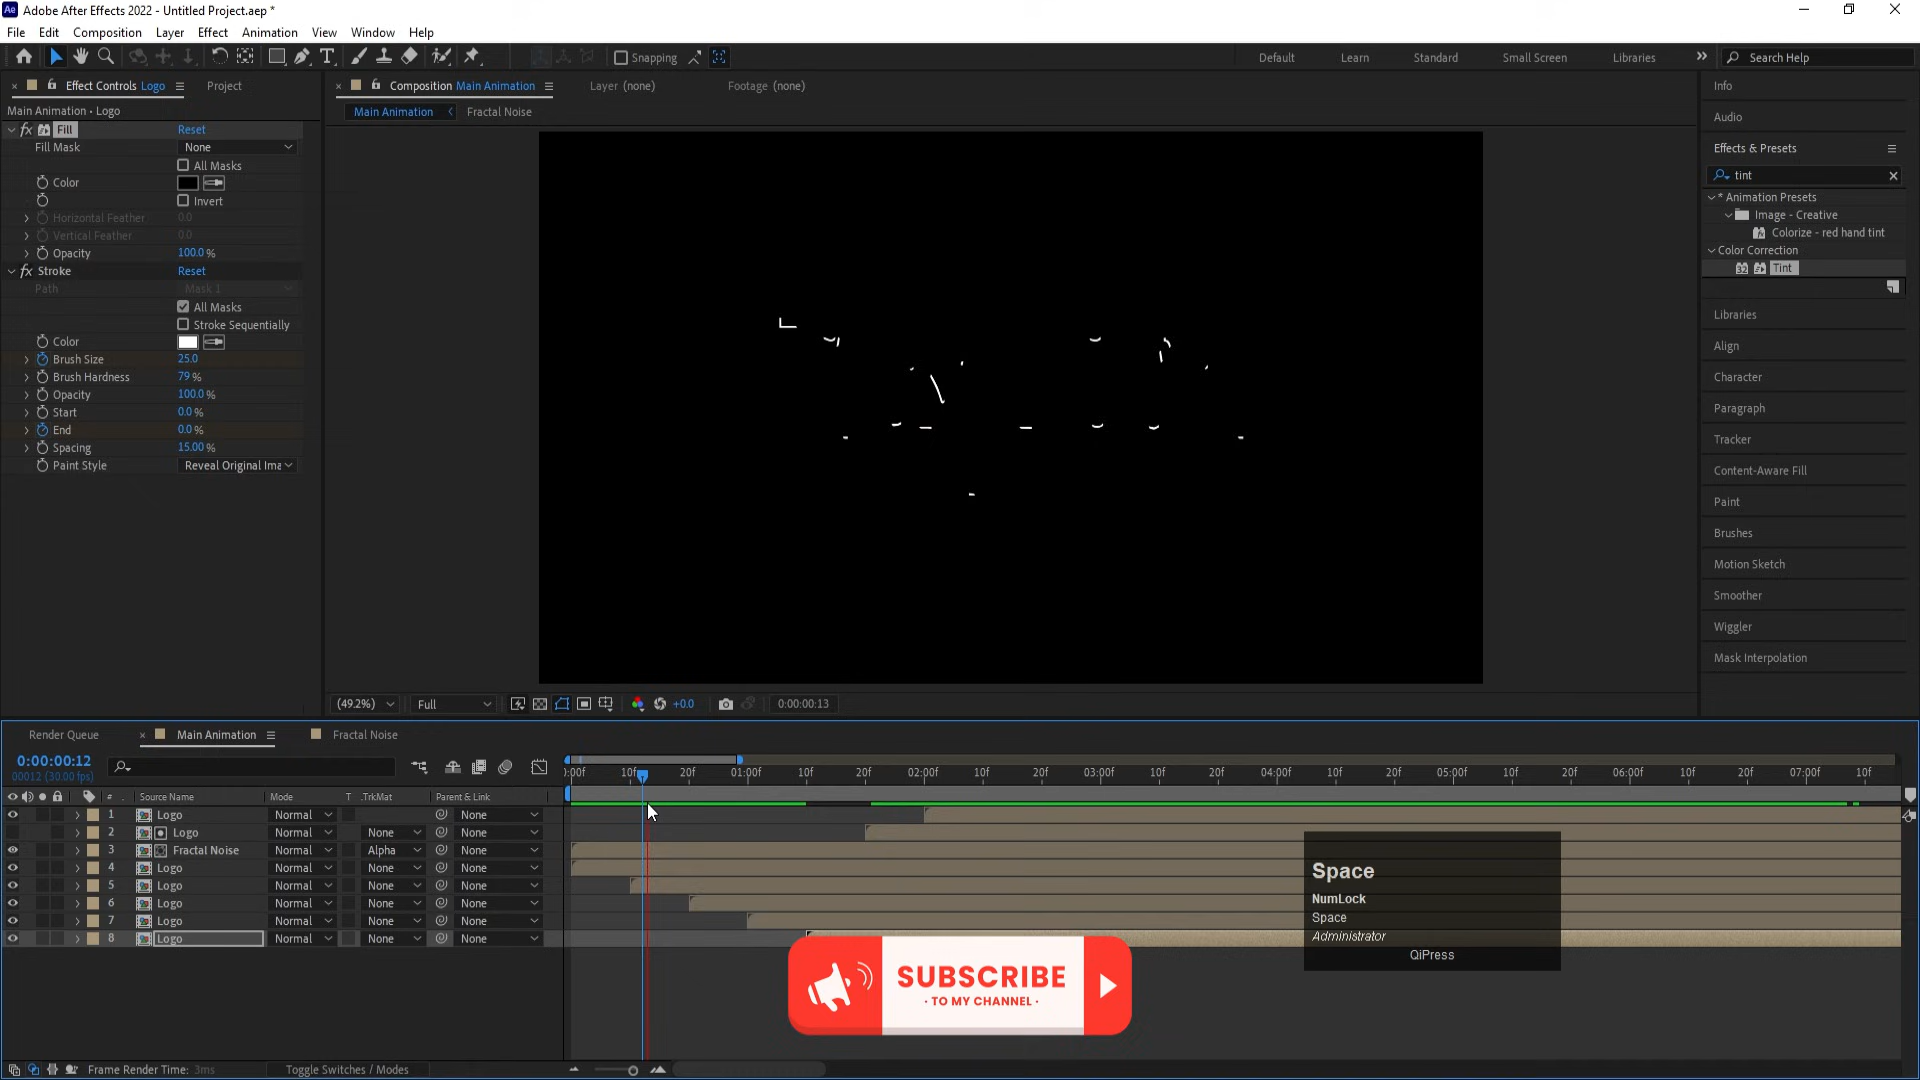 Ae Adobe After Effects 2022 - Untitled Project.aep *
File Edit Composition Layer Effect Animation View Window Help
Snapping Default Learn Standard Small Screen Libraries Search Help
Effect Controls Logo Project
Composition Main Animation Layer (none) Footage (none)
Main Animation • Logo
Main Animation Fractal Noise
fx Fill Reset
Fill Mask None
All Masks
Color
Invert
Horizontal Feather 0.0
Vertical Feather 0.0
Opacity 100.0 %
fx Stroke Reset
Path Mask 1
All Masks
Stroke Sequentially
Color
Brush Size 25.0
Brush Hardness 79 %
Opacity 100.0 %
Start 0.0 %
End 0.0 %
Spacing 15.00 %
Paint Style Reveal Original Ima
Info
Audio
Effects & Presets
tint
* Animation Presets
Image - Creative
Colorize - red hand tint
Color Correction
32 Tint
Libraries
Align
Character
Paragraph
Tracker
Content-Aware Fill
Paint
Brushes
Motion Sketch
Smoother
Wiggler
Mask Interpolation
(49.2%) Full +0.0 0:00:00:13
Render Queue Main Animation Fractal Noise
0:00:00:12
00012 (30.00 fps)
:00f 10f 20f 01:00f 10f 20f 02:00f 10f 20f 03:00f 10f 20f 04:00f 10f 20f 05:00f 10f 20f 06:00f 10f 20f 07:00f 10f
# Source Name Mode T .TrkMat Parent & Link
1 Logo Normal None
2 Logo Normal None None
3 Fractal Noise Normal Alpha None
4 Logo Normal None None
5 Logo Normal None None
6 Logo Normal None None
7 Logo Normal None None
8 Logo Normal None None
Space
NumLock
Space
Administrator
QiPress
SUBSCRIBE
• TO MY CHANNEL •
Frame Render Time: 3ms Toggle Switches / Modes